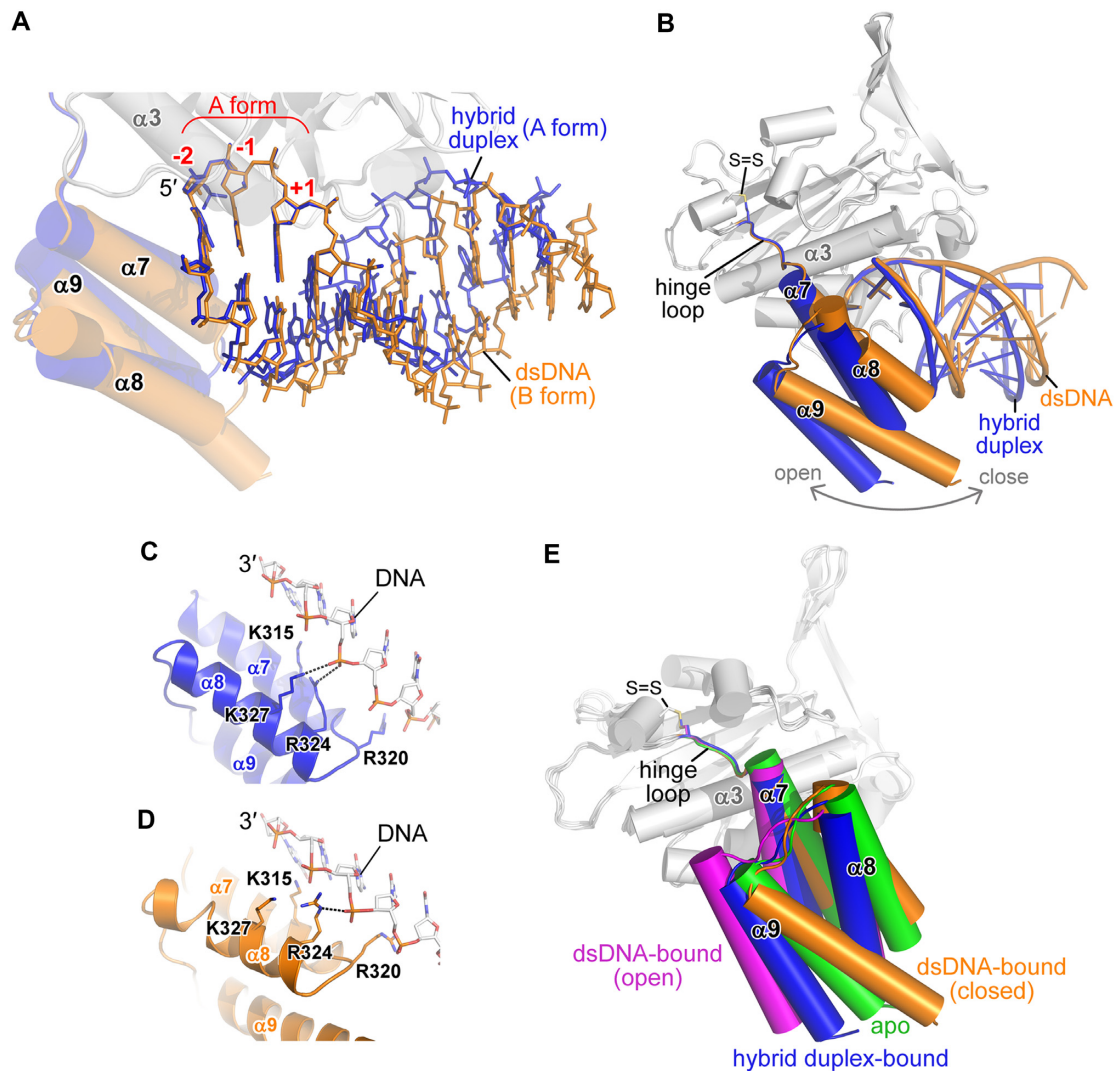 A
α3
A form
-2
-1
5′
+1
hybrid
duplex (A form)
α7
α9
α8
dsDNA
(B form)
B
S=S
α3
hinge
loop
α7
α8
α9
dsDNA
hybrid
duplex
open
close
C
3′
DNA
K315
α7
α8
K327
R324
R320
α9
D
3′
DNA
K315
α7
K327
α8
R324
R320
α9
E
S=S
hinge
loop
α3
α7
α8
α9
dsDNA-bound
(open)
dsDNA-bound
(closed)
apo
hybrid duplex-bound